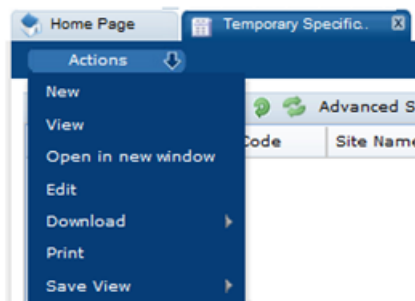 Home Page
Temporary Specific..
Actions
New
View
Open in new window
Edit
Download
Print
Save View
Advanced S
Code
Site Name